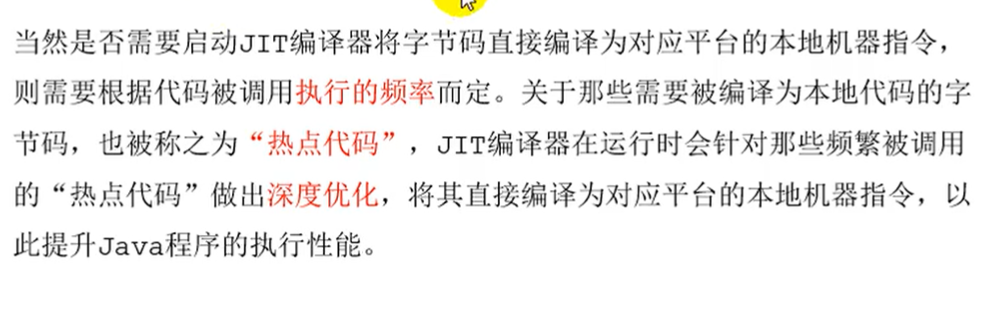 当然是否需要启动JIT编译器将字节码直接编译为对应平台的本地机器指令，
则需要根据代码被调用执行的频率而定。关于那些需要被编译为本地代码的字
节码，也被称之为“热点代码”，JIT编译器在运行时会针对那些频繁被调用
的“热点代码”做出深度优化，将其直接编译为对应平台的本地机器指令，以
此提升Java程序的执行性能。